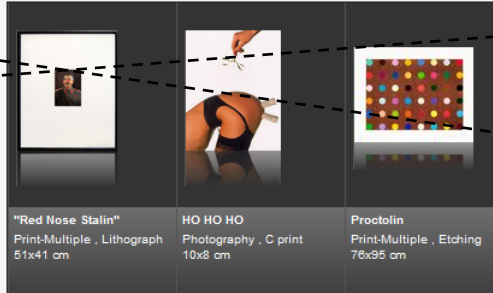 "Red Nose Stalin"
Print-Multiple , Lithograph
51x41 cm
HO HO HO
Photography , C print
10x8 cm
Proctolin
Print-Multiple , Etching
76x95 cm